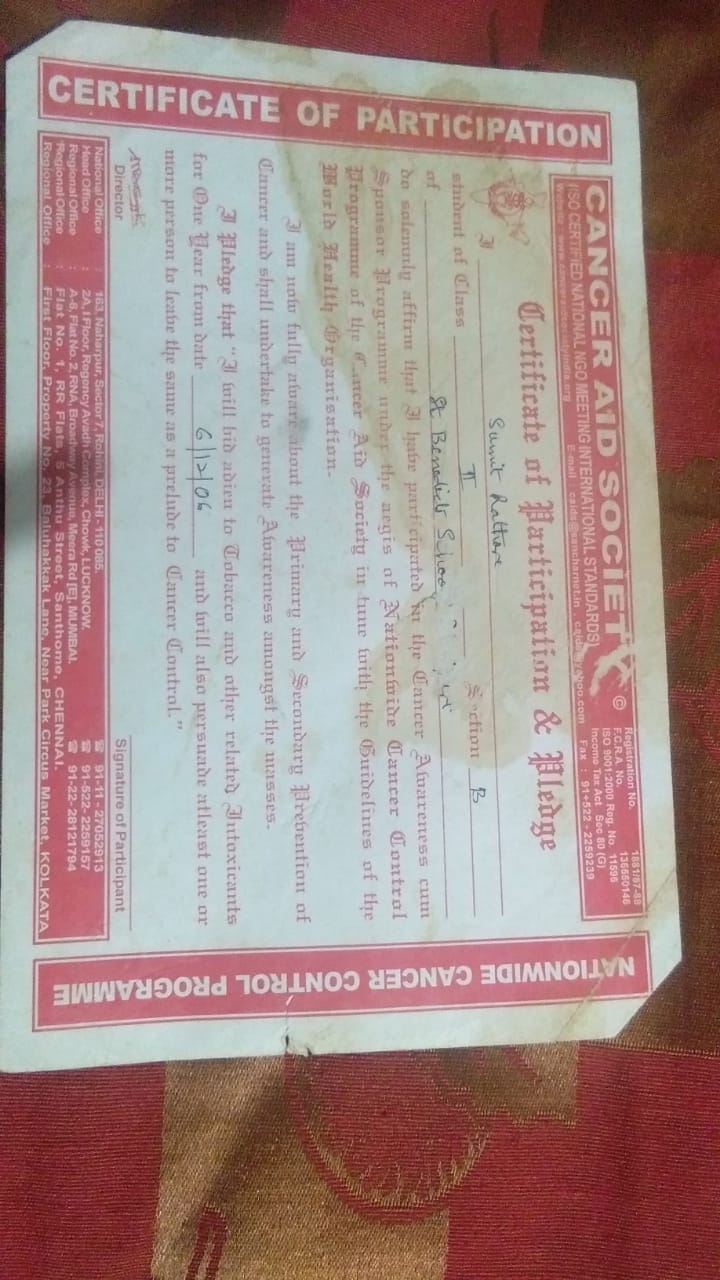 CERTIFICATE OF PARTICIPATION
CANCER AID SOCIETY ©
(ISO CERTIFIED NATIONAL NGO MEETING INTERNATIONAL STANDARDS)
Website : www.canceraidsocietyindia.org E-mail : caids@sancharnet.in
Registration No. 1881/87-88
F.C.R.A. No. 136550146
ISO 9001:2000 Reg. No. 11596
Income Tax Act Sec 80 (G)
Fax : 91+522 - 2259239
Certificate of Participation & Pledge
I Sumit Rathore
student of Class II Section B
of St Benedicts School
do solemnly affirm that I have participated in the Cancer Awareness cum
Sponsor Programme under the aegis of Nationwide Cancer Control
Programme of the Cancer Aid Society in tune with the Guidelines of the
World Health Organisation.
I am now fully aware about the Primary and Secondary Prevention of
Cancer and shall undertake to generate Awareness amongst the masses.
I Pledge that "I will bid adieu to Tobacco and other related Intoxicants
for One Year from date 6/12/06 and will also persuade atleast one or
more person to leave the same as a prelude to Cancer Control."
Director Signature of Participant
National Office : 163, Naharpur, Sector 7, Rohini, DELHI - 110 085. ☎ 91-11 - 27052913
Head Office : 2A, I Floor, Regency Avadh Complex, Chowk, LUCKNOW. ☎ 91-522- 2259157
Regional Office : A-6, Flat No. 2, RNA, Broadway Avenue, Meera Rd [E], MUMBAI. ☎ 91-22- 28121794
Regional Office : Flat No. 1, RR Flats, 5 Anthu Street, Santhome, CHENNAI.
Regional Office : First Floor, Property No. 23, Baluhakkak Lane, Near Park Circus Market, KOLKATA
NATIONWIDE CANCER CONTROL PROGRAMME